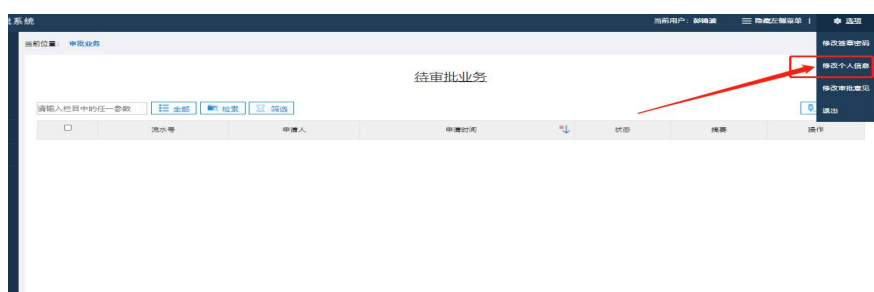 系统
当前用户： 隐藏左侧菜单 | 选项
当前位置： 审批业务
修改签章密码
修改个人信息
修改审批意见
退出
待审批业务
请输入栏目中的任一参数 全部 检索 筛选
流水号 申请人 申请时间 状态 摘要 操作